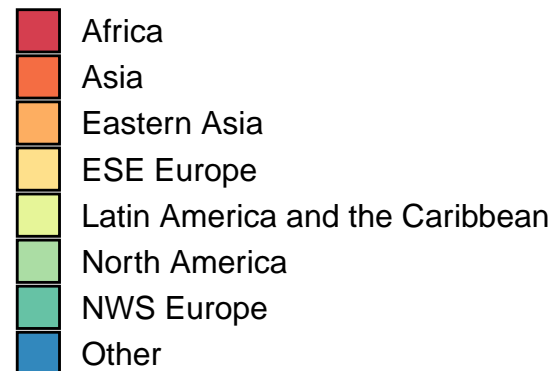 Africa
Asia
Eastern Asia
ESE Europe
Latin America and the Caribbean
North America
NWS Europe
Other